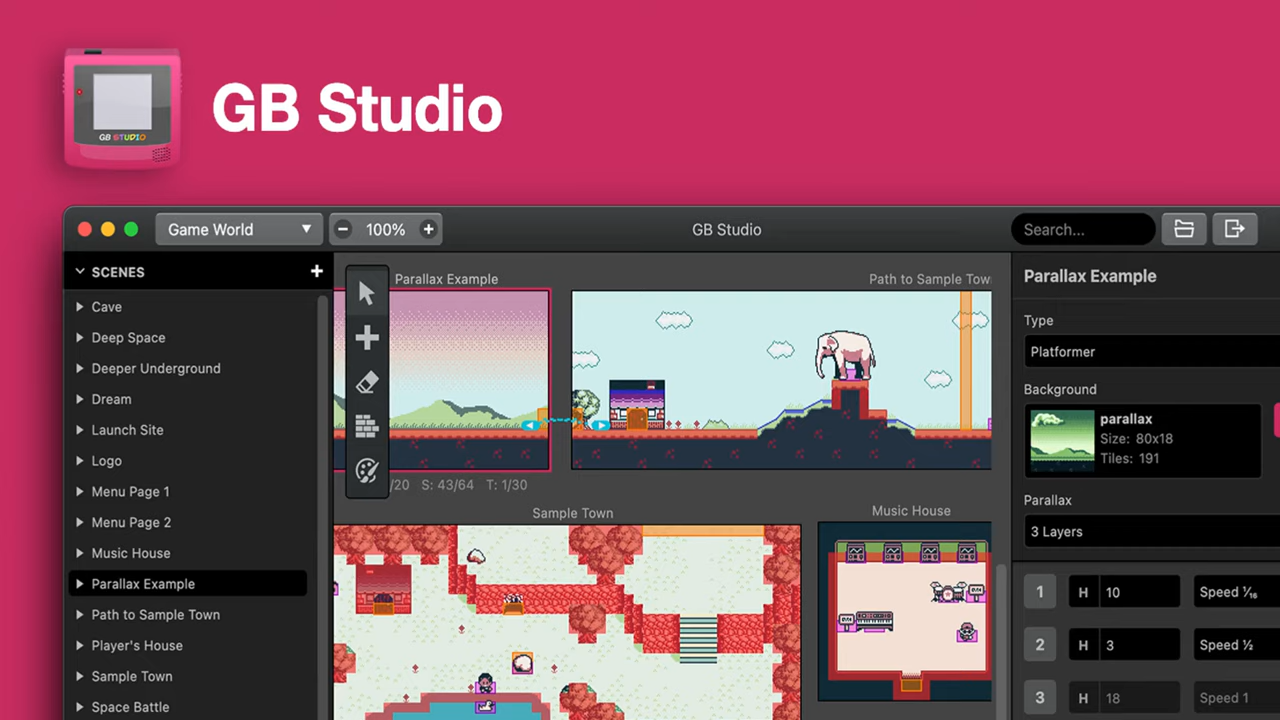 GB STUDIO
GB Studio
Game World
100%
GB Studio
Search...
SCENES
Cave
Deep Space
Deeper Underground
Dream
Launch Site
Logo
Menu Page 1
Menu Page 2
Music House
Parallax Example
Path to Sample Town
Player's House
Sample Town
Space Battle
Parallax Example
Path to Sample Tow
/20 S: 43/64 T: 1/30
Sample Town
Music House
Parallax Example
Type
Platformer
Background
parallax
Size: 80x18
Tiles: 191
Parallax
3 Layers
1 H 10 Speed ¹⁄₁₆
2 H 3 Speed ½
3 H 18 Speed 1